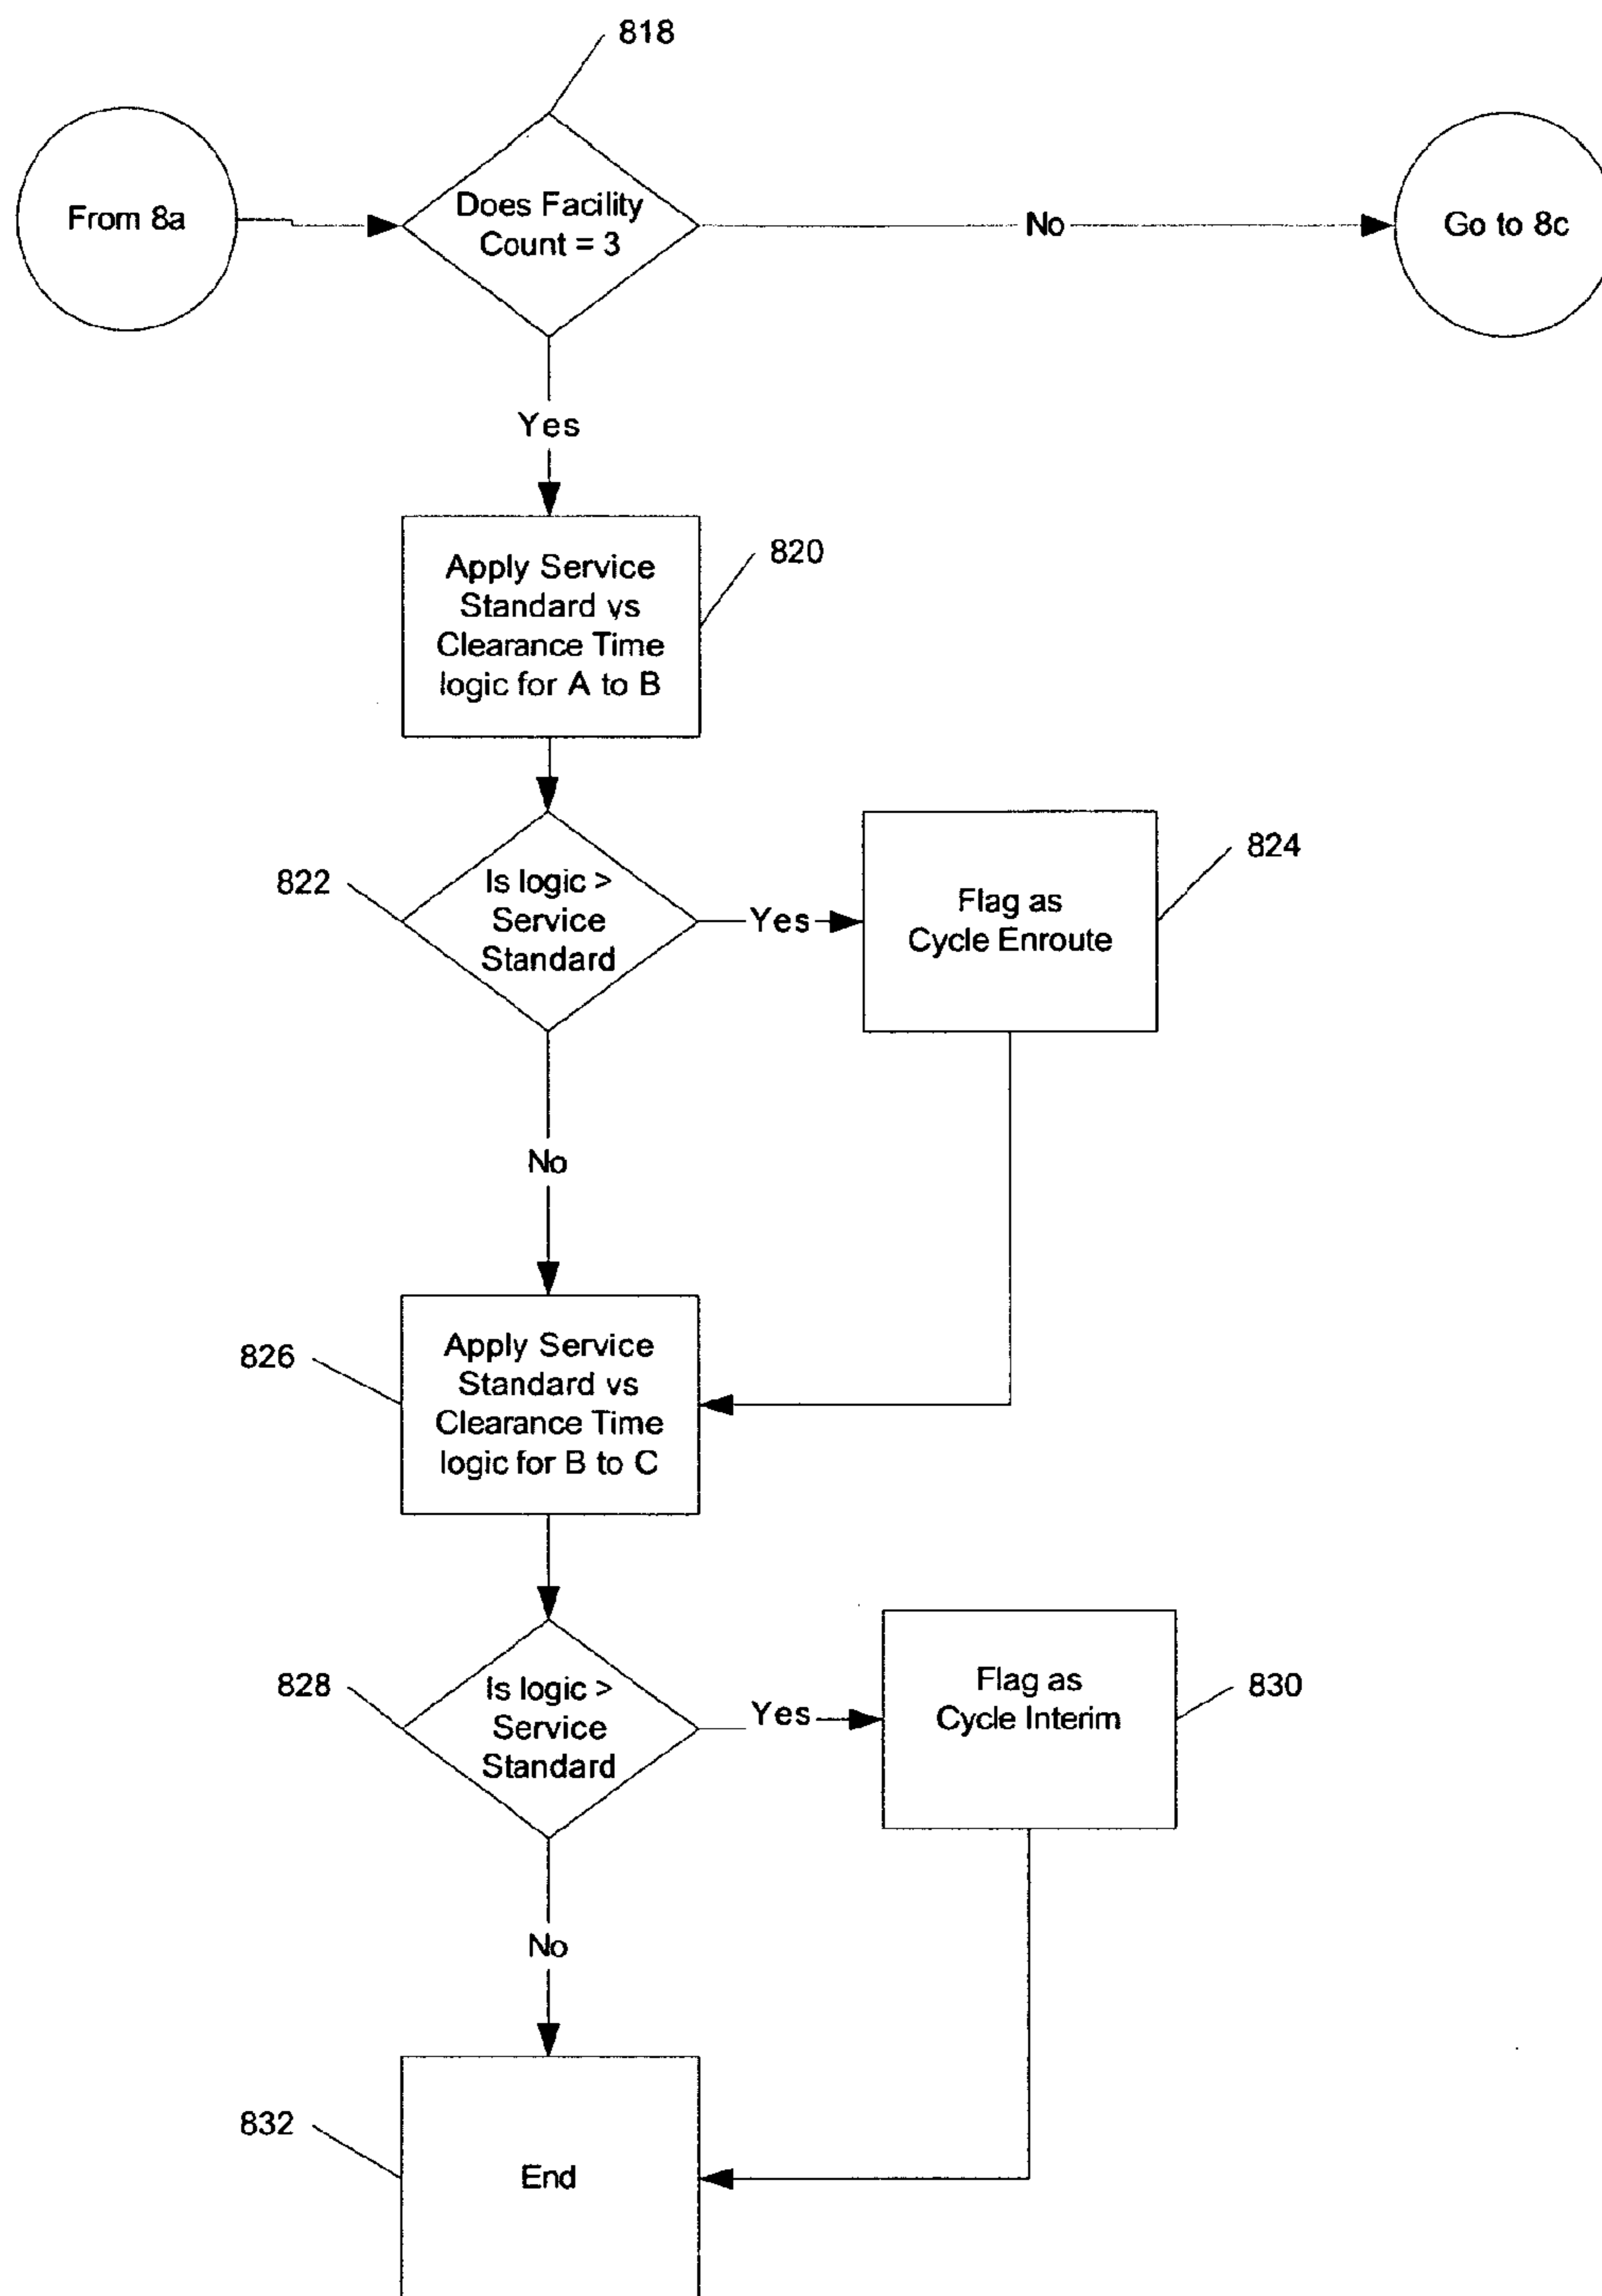 818
From 8a
Does Facility
Count = 3
No
Go to 8c
Yes
Apply Service
Standard vs
Clearance Time
logic for A to B
820
822
Is logic >
Service
Standard
Yes
Flag as
Cycle Enroute
824
No
826
Apply Service
Standard vs
Clearance Time
logic for B to C
828
Is logic >
Service
Standard
Yes
Flag as
Cycle Interim
830
No
832
End